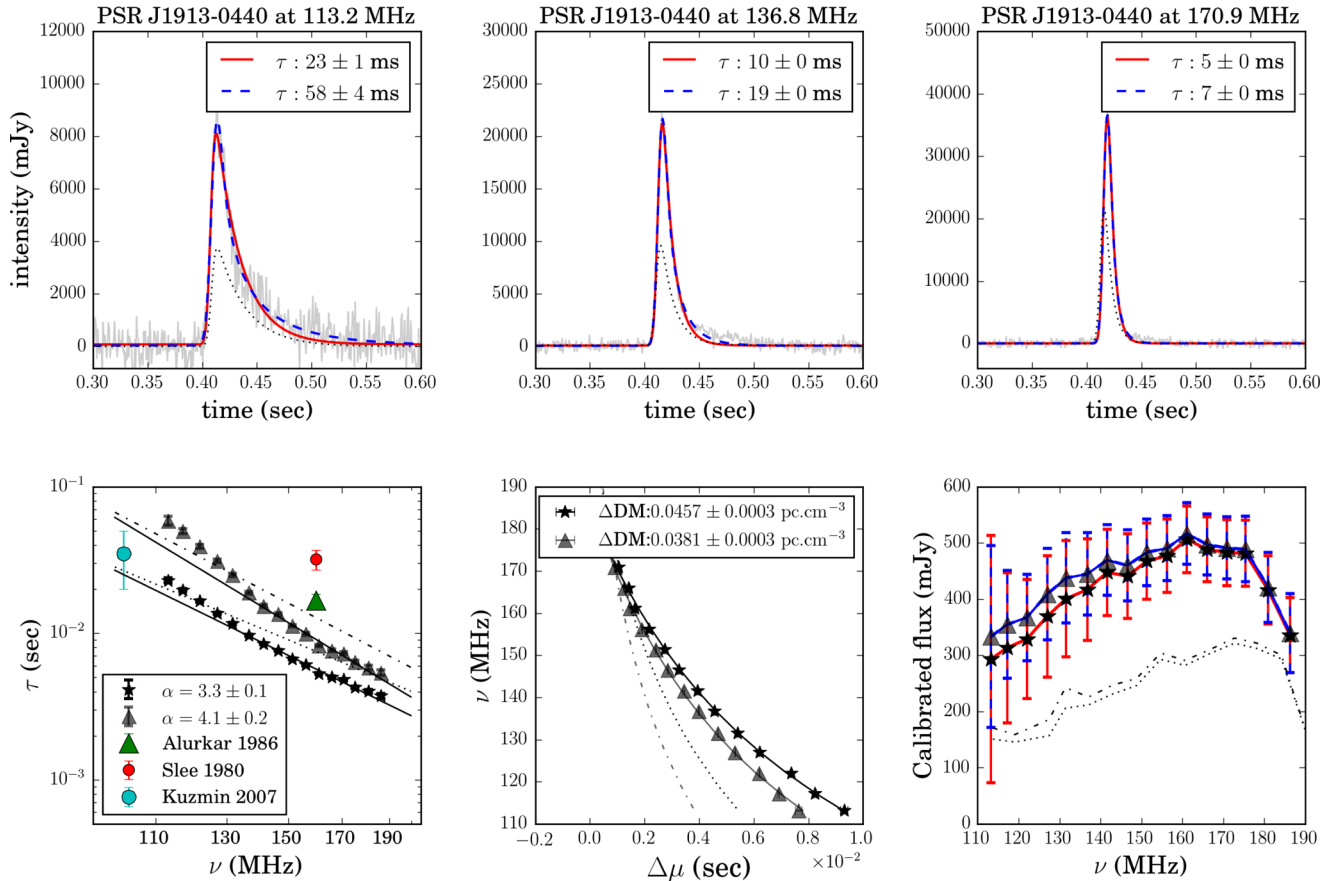 PSR J1913-0440 at 113.2 MHz
12000
10000
8000
6000
4000
2000
0
intensity (mJy)
τ : 23 ± 1 ms
τ : 58 ± 4 ms
0.30 0.35 0.40 0.45 0.50 0.55 0.60
time (sec)
PSR J1913-0440 at 136.8 MHz
30000
25000
20000
15000
10000
5000
0
τ : 10 ± 0 ms
τ : 19 ± 0 ms
0.30 0.35 0.40 0.45 0.50 0.55 0.60
time (sec)
PSR J1913-0440 at 170.9 MHz
50000
40000
30000
20000
10000
0
τ : 5 ± 0 ms
τ : 7 ± 0 ms
0.30 0.35 0.40 0.45 0.50 0.55 0.60
time (sec)
10⁻¹
10⁻²
10⁻³
τ (sec)
α = 3.3 ± 0.1
α = 4.1 ± 0.2
Alurkar 1986
Slee 1980
Kuzmin 2007
110 130 150 170 190
ν (MHz)
190
180
170
160
150
140
130
120
110
ν (MHz)
ΔDM:0.0457 ± 0.0003 pc.cm⁻³
ΔDM:0.0381 ± 0.0003 pc.cm⁻³
−0.2 0.0 0.2 0.4 0.6 0.8 1.0
×10⁻²
Δμ (sec)
600
500
400
300
200
100
0
Calibrated flux (mJy)
110 120 130 140 150 160 170 180 190
ν (MHz)